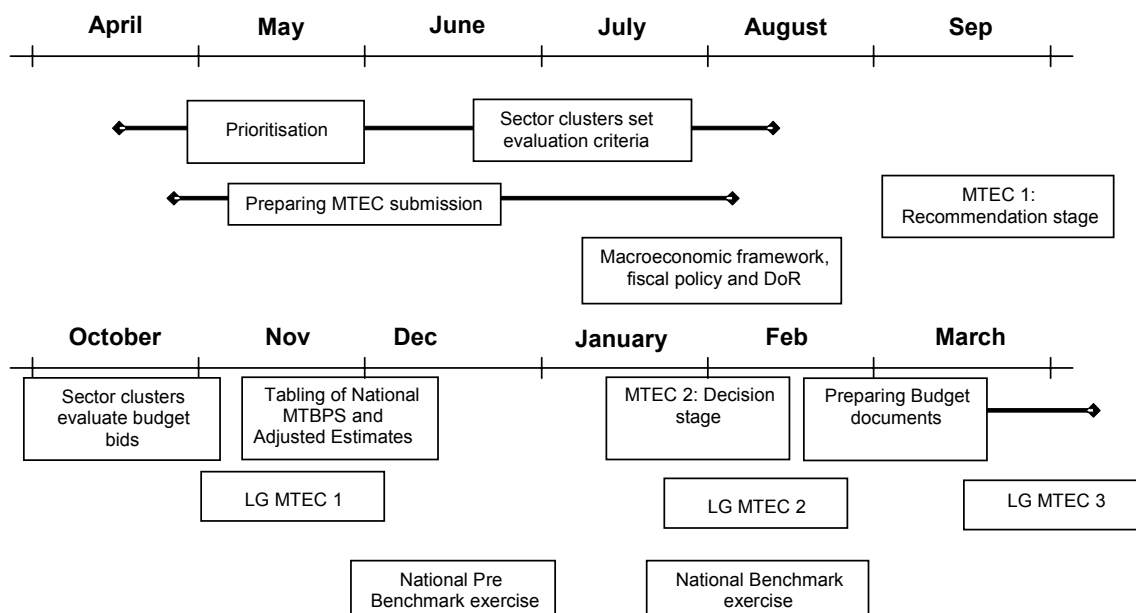 April May June July August Sep
Prioritisation
Sector clusters set
evaluation criteria
Preparing MTEC submission
MTEC 1:
Recommendation stage
Macroeconomic framework,
fiscal policy and DoR
October Nov Dec January Feb March
Sector clusters
evaluate budget
bids
Tabling of National
MTBPS and
Adjusted Estimates
MTEC 2: Decision
stage
Preparing Budget
documents
LG MTEC 1
LG MTEC 2
LG MTEC 3
National Pre
Benchmark exercise
National Benchmark
exercise